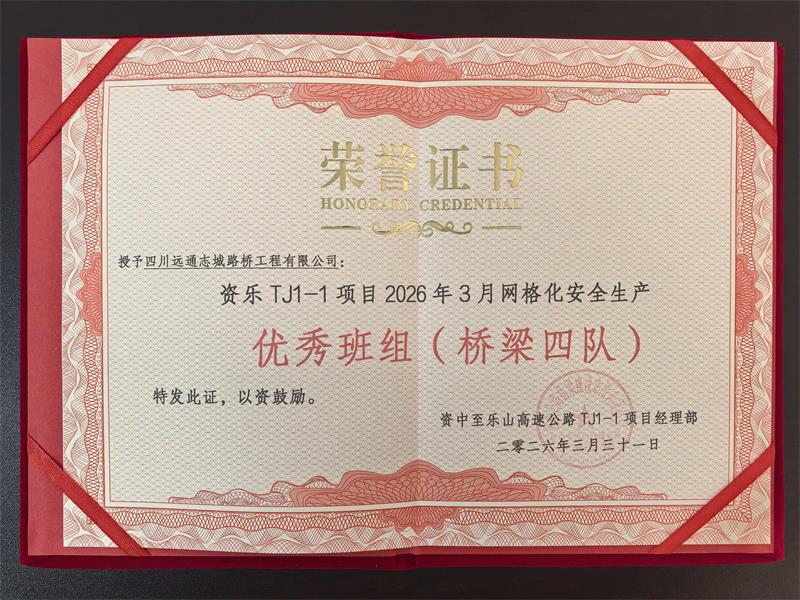 荣誉证书
HONORARY CREDENTIAL
授予四川远通志城路桥工程有限公司：
资乐TJ1-1项目2026年3月网格化安全生产
优秀班组（桥梁四队）
特发此证，以资鼓励。
资中至乐山高速公路TJ1-1项目经理部
二零二六年三月三十一日